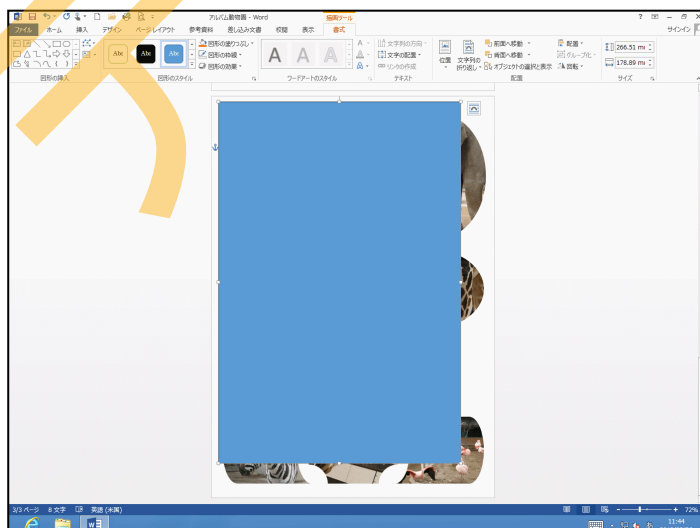 アルバム動物園 - Word
描画ツール
ファイル ホーム 挿入 デザイン ページ レイアウト 参考資料 差し込み文書 校閲 表示 書式 サインイン
図形の塗りつぶし
図形の枠線
図形の効果
Abc Abc Abc
A A A
文字列の方向
文字の配置
リンクの作成
位置
文字列の折り返し
前面へ移動
背面へ移動
オブジェクトの選択と表示
配置
グループ化
回転
266.51 mm
178.89 mm
図形の挿入 図形のスタイル ワードアートのスタイル テキスト 配置 サイズ
3/3 ページ 8 文字 英語 (米国) 72%
11:44